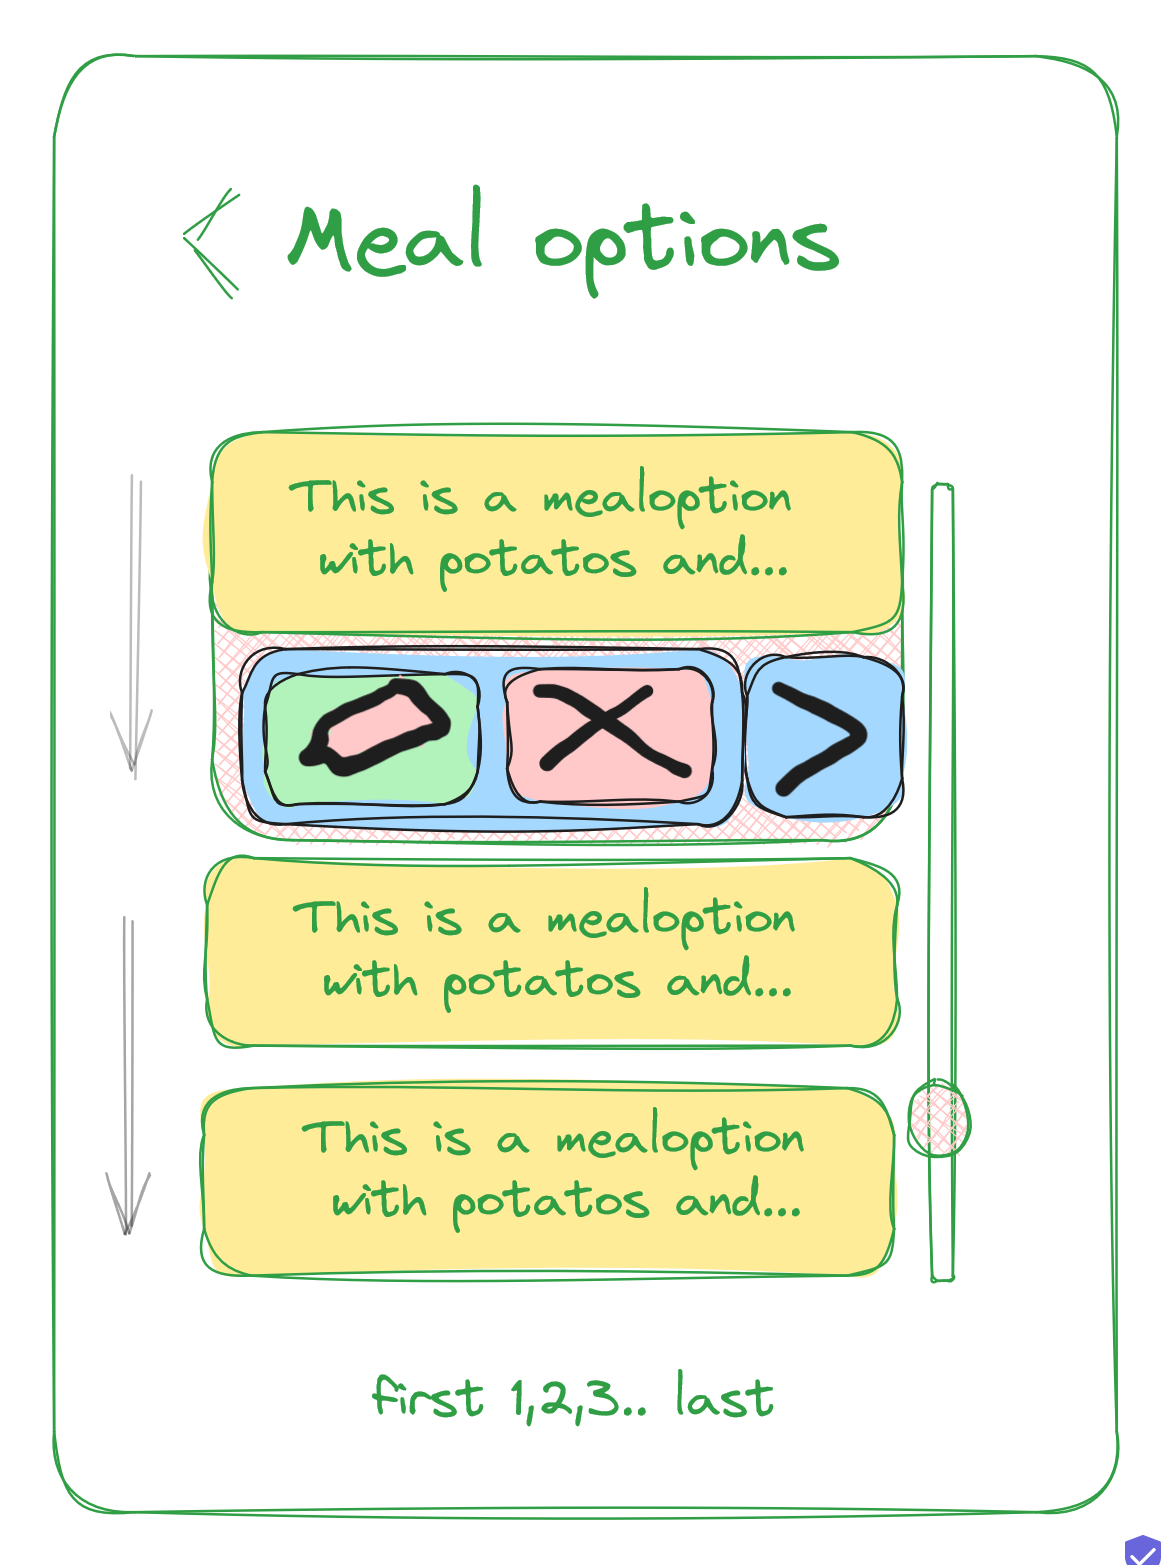 Meal options
This is a mealoption
with potatos and...
This is a mealoption
with potatos and...
This is a mealoption
with potatos and...
first 1,2,3.. last